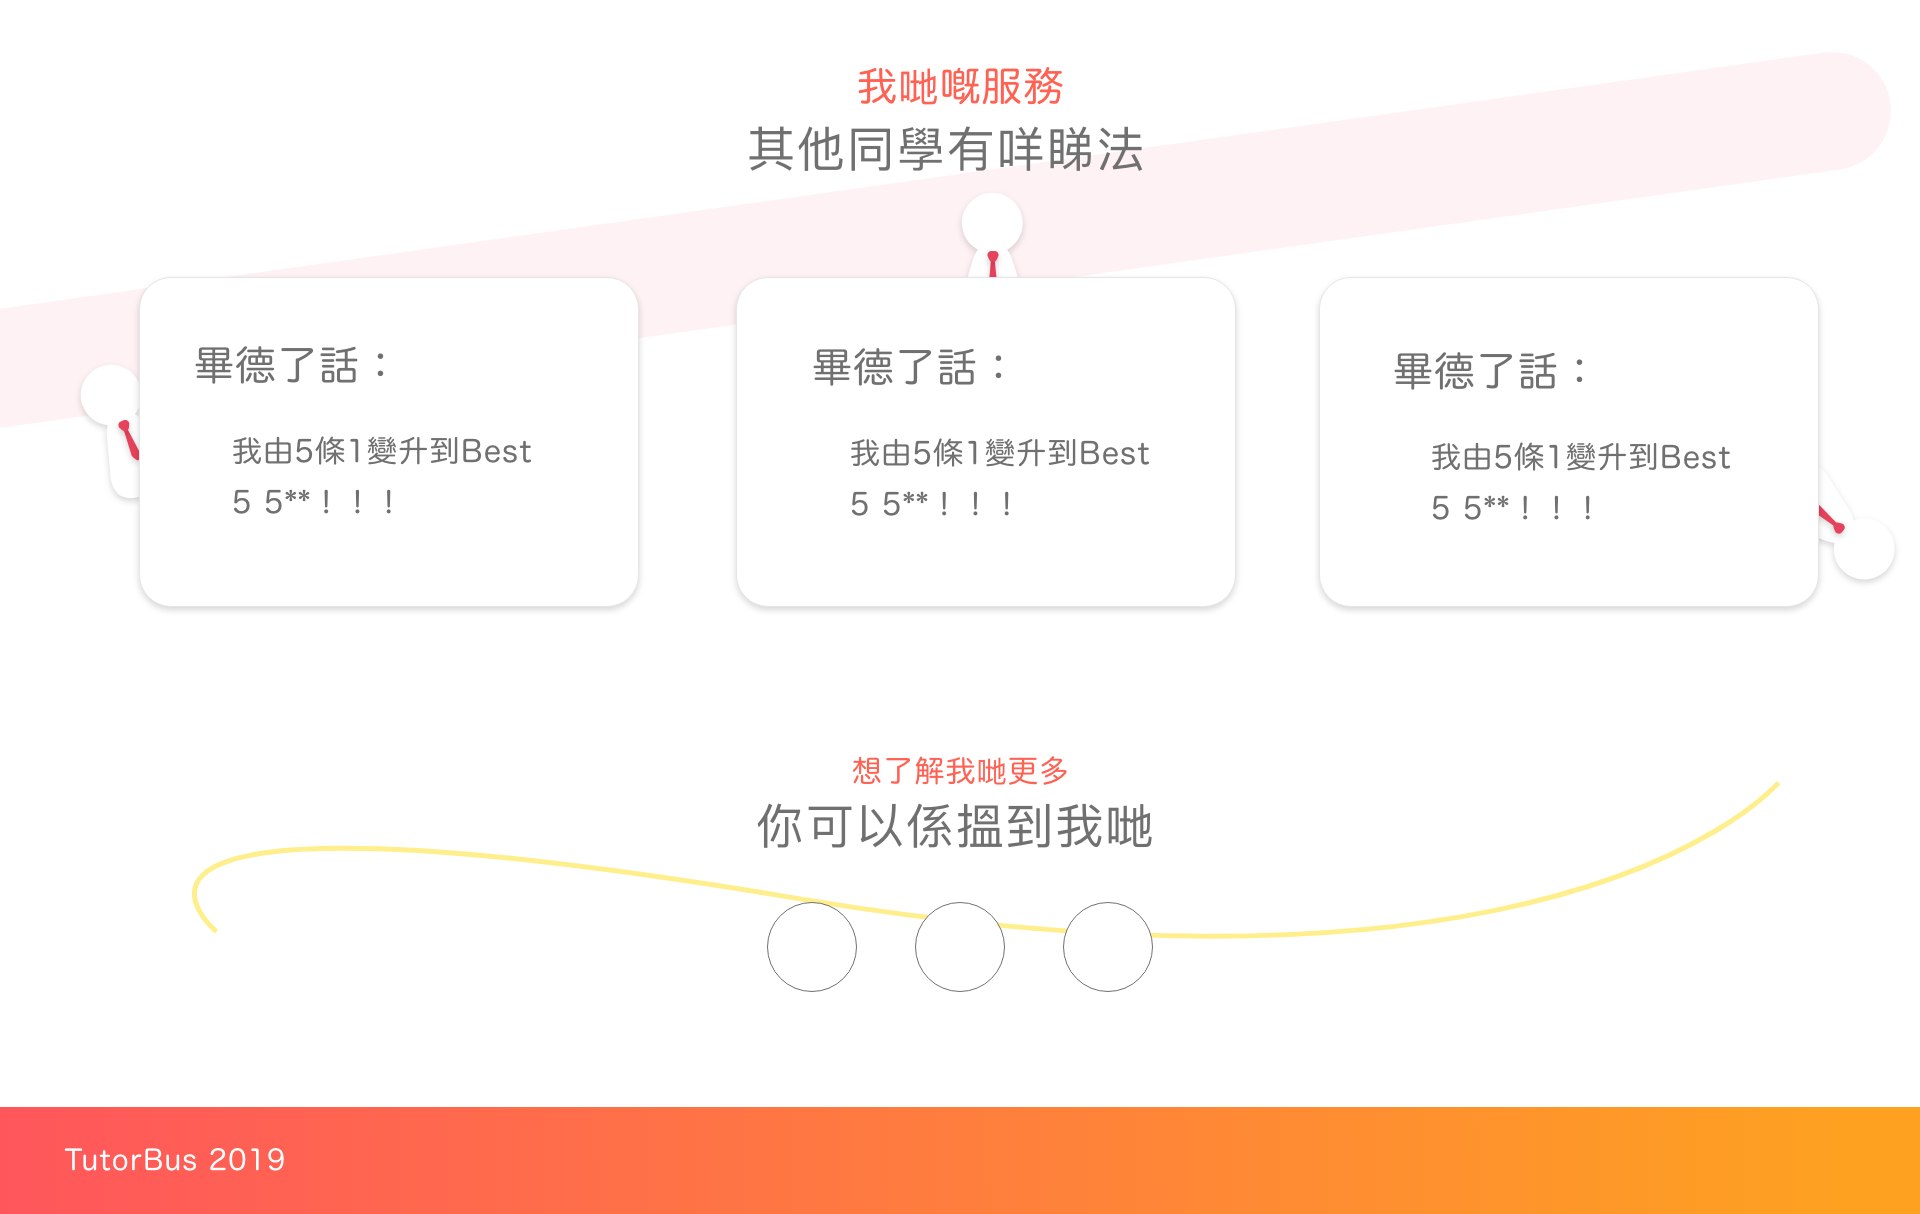 我哋嘅服務
其他同學有咩睇法
畢德了話：
我由5條1變升到Best
5 5**！！！
畢德了話：
我由5條1變升到Best
5 5**！！！
畢德了話：
我由5條1變升到Best
5 5**！！！
想了解我哋更多
你可以係搵到我哋
TutorBus 2019